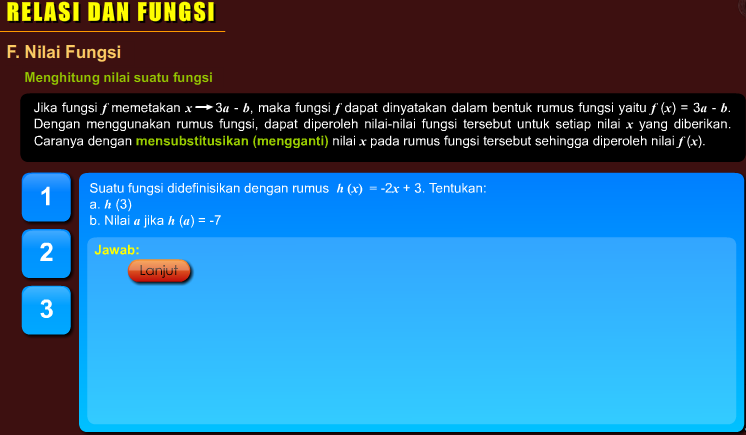 RELASI DAN FUNGSI
F. Nilai Fungsi
Menghitung nilai suatu fungsi
Jika fungsi f memetakan x → 3a - b, maka fungsi f dapat dinyatakan dalam bentuk rumus fungsi yaitu f (x) = 3a - b.
Dengan menggunakan rumus fungsi, dapat diperoleh nilai-nilai fungsi tersebut untuk setiap nilai x yang diberikan.
Caranya dengan mensubstitusikan (mengganti) nilai x pada rumus fungsi tersebut sehingga diperoleh nilai f (x).
1
Suatu fungsi didefinisikan dengan rumus h (x) = -2x + 3. Tentukan:
a. h (3)
b. Nilai a jika h (a) = -7
2
Jawab:
Lanjut
3